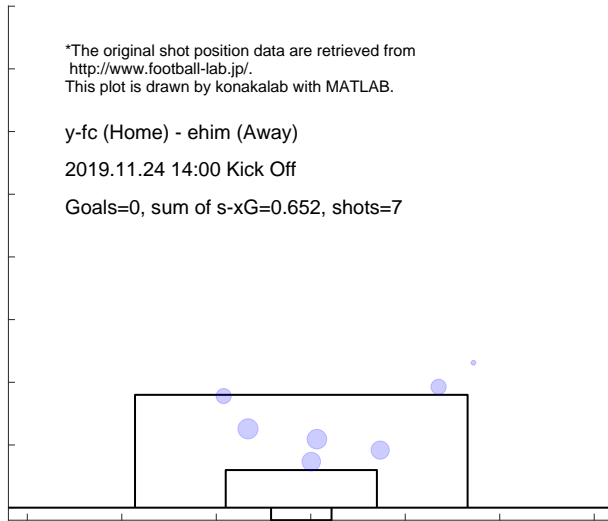 *The original shot position data are retrieved from
http://www.football-lab.jp/.
This plot is drawn by konakalab with MATLAB.
y-fc (Home) - ehim (Away)
2019.11.24 14:00 Kick Off
Goals=0, sum of s-xG=0.652, shots=7